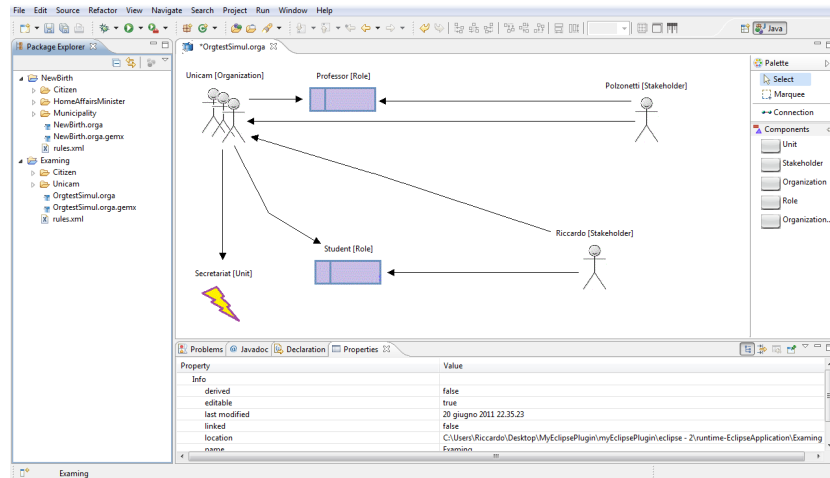 File Edit Source Refactor View Navigate Search Project Run Window Help
Java
Package Explorer
NewBirth
Citizen
HomeAffairsMinister
Municipality
NewBirth.orga
NewBirth.orga.gemx
rules.xml
Examing
Citizen
Unicam
OrgtestSimul.orga
OrgtestSimul.orga.gemx
rules.xml
*OrgtestSimul.orga
Unicam [Organization]
Professor [Role]
Polzonetti [Stakeholder]
Riccardo [Stakeholder]
Student [Role]
Secretariat [Unit]
Palette
Select
Marquee
Connection
Components
Unit
Stakeholder
Organization
Role
Organization...
Problems @ Javadoc Declaration Properties
Property Value
Info
derived false
editable true
last modified 20 giugno 2011 22.35.23
linked false
location C:\Users\Riccardo\Desktop\MyEclipsePlugin\myEclipsePlugin\eclipse - 2\runtime-EclipseApplication\Examing
name Examing
Examing